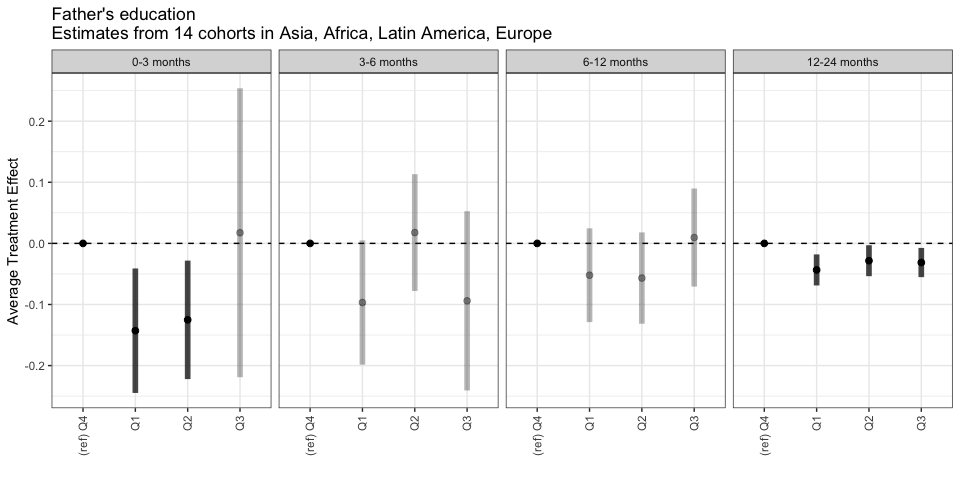 Father's education
Estimates from 14 cohorts in Asia, Africa, Latin America, Europe
0-3 months
3-6 months
6-12 months
12-24 months
Average Treatment Effect
0.2
0.1
0.0
-0.1
-0.2
(ref) Q4
Q1
Q2
Q3
(ref) Q4
Q1
Q2
Q3
(ref) Q4
Q1
Q2
Q3
(ref) Q4
Q1
Q2
Q3